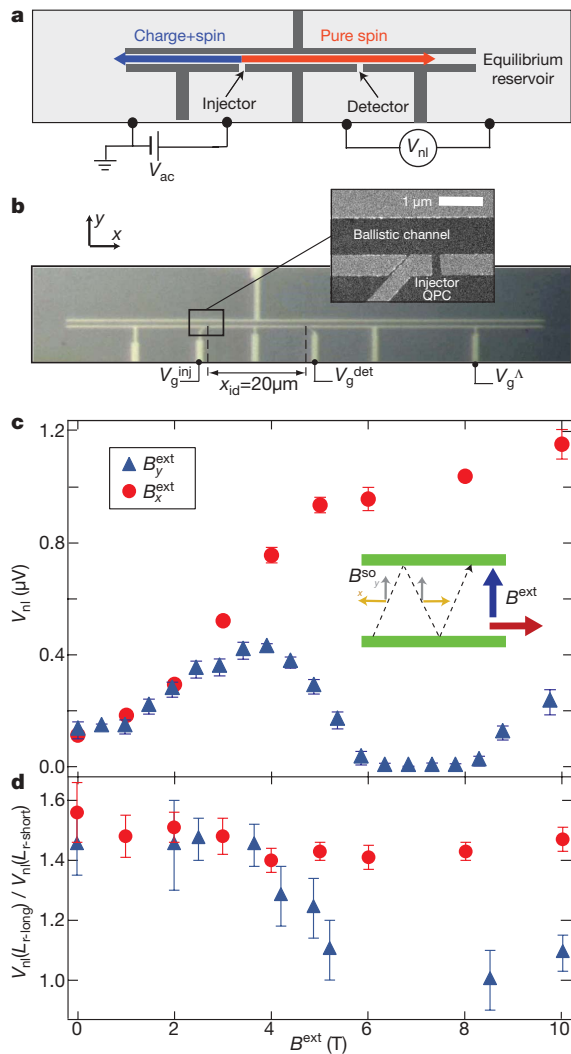 a
Charge+spin
Pure spin
Equilibrium
reservoir
Injector
Detector
V_ac
V_nl
b
y
x
1 µm
Ballistic channel
Injector
QPC
V_g^inj
x_id=20µm
V_g^det
V_g^Λ
c
1.2
0.8
0.4
0.0
V_nl (µV)
B_y^ext
B_x^ext
B^so
y
x
B^ext
d
1.6
1.4
1.2
1.0
V_nl(L_r-long) / V_nl(L_r-short)
0
2
4
6
8
10
B^ext (T)